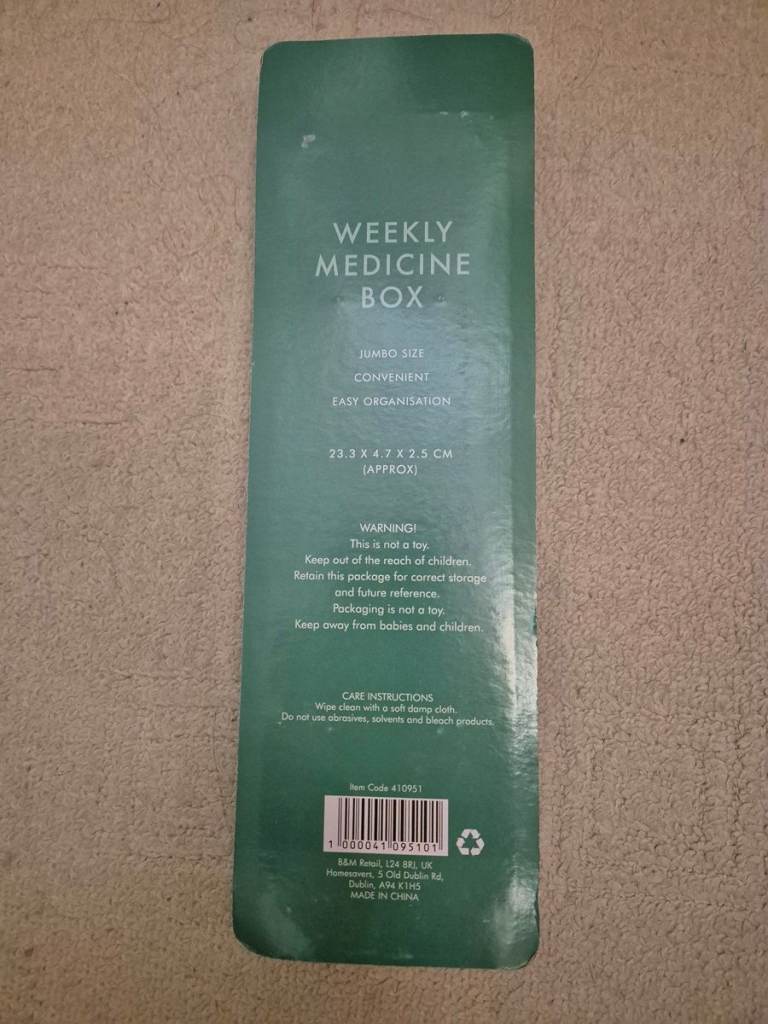 WEEKLY
MEDICINE
BOX
JUMBO SIZE
CONVENIENT
EASY ORGANISATION
23.3 X 4.7 X 2.5 CM
(APPROX)
WARNING!
This is not a toy.
Keep out of the reach of children.
Retain this package for correct storage
and future reference.
Packaging is not a toy.
Keep away from babies and children.
CARE INSTRUCTIONS
Wipe clean with a soft damp cloth.
Do not use abrasives, solvents and bleach products.
Item Code 410951
1 000041 095101
B&M Retail, L24 8RJ, UK
Homesavers, 5 Old Dublin Rd,
Dublin, A94 K1H5
MADE IN CHINA